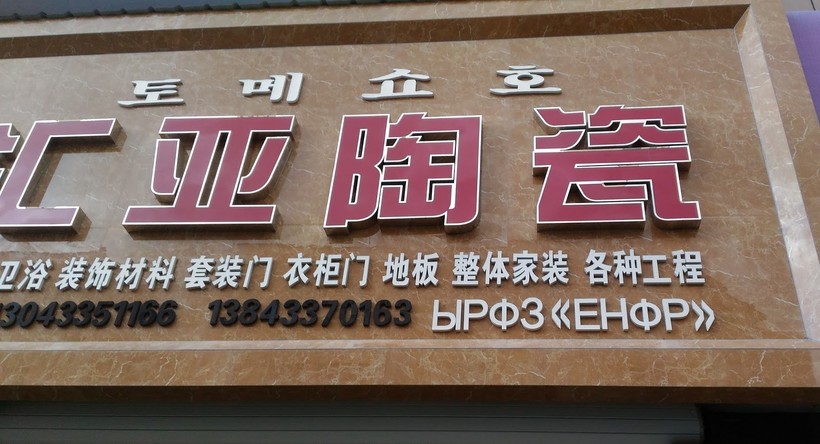 토메쇼호
汇亚陶瓷
卫浴 装饰材料 套装门 衣柜门 地板 整体家装 各种工程
3043351166 13843370163 ЫРФЗ《ЕНФР》